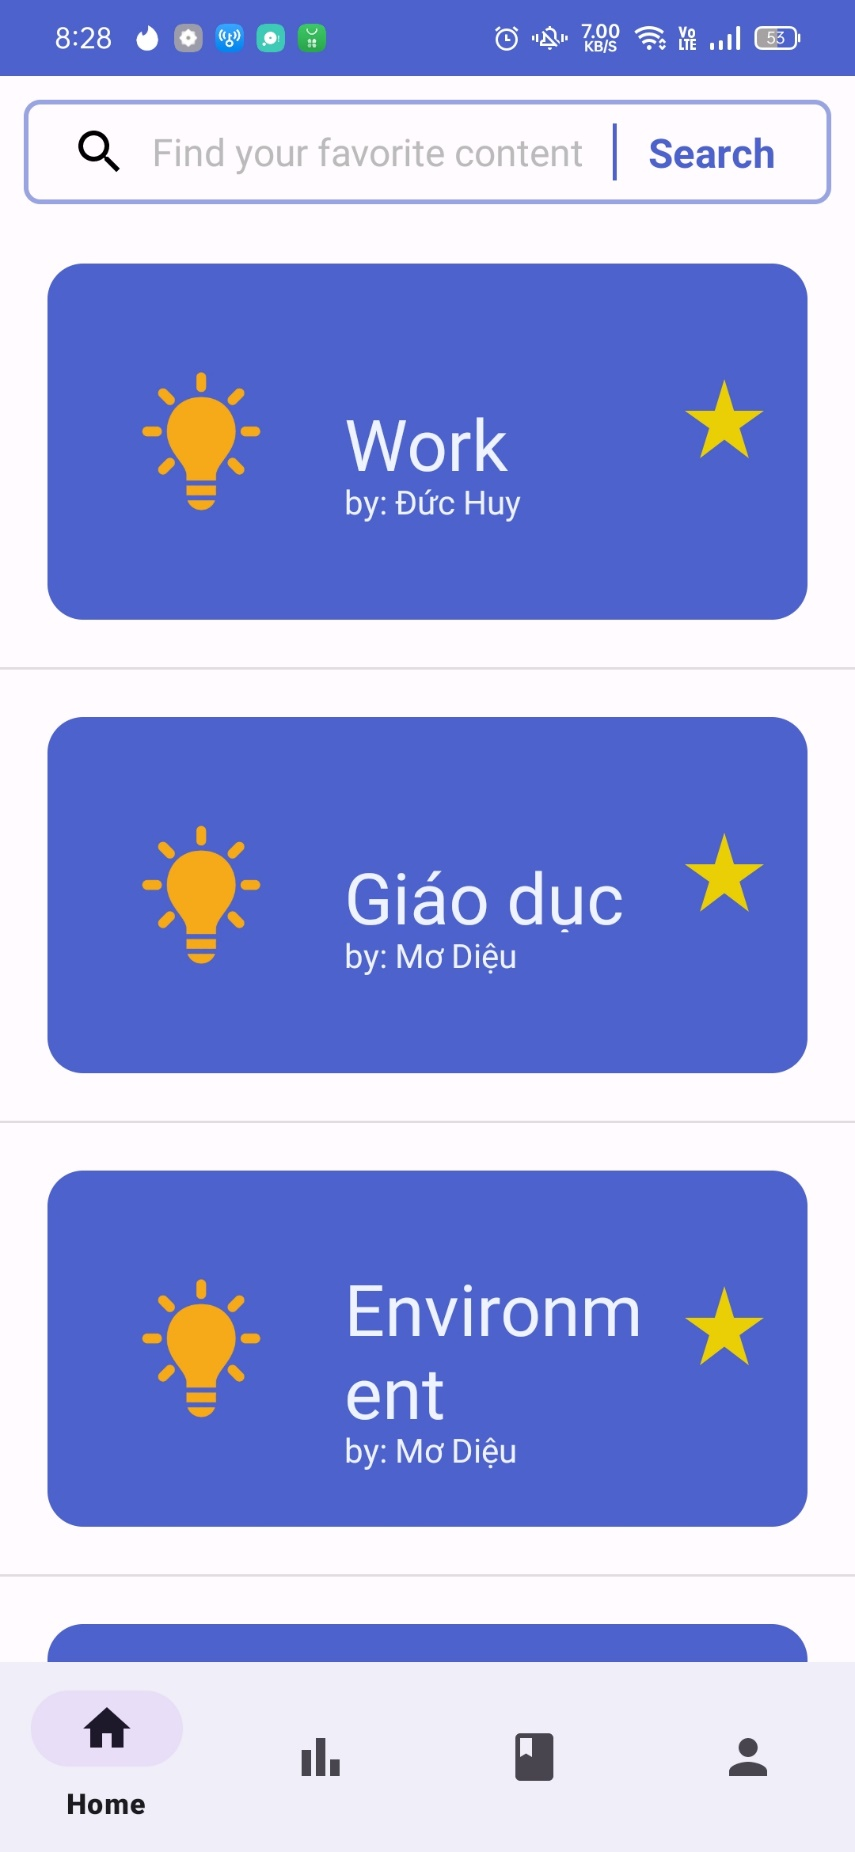 8:28
7.00
KB/S
Vo
LTE
53
Find your favorite content
Search
Work
by: Đức Huy
Giáo dục
by: Mơ Diệu
Environm
ent
by: Mơ Diệu
Home